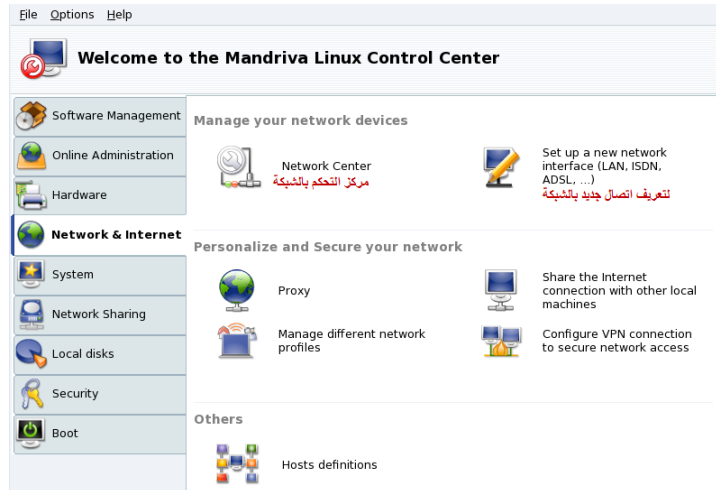 File Options Help
Welcome to the Mandriva Linux Control Center
Software Management
Online Administration
Hardware
Network & Internet
System
Network Sharing
Local disks
Security
Boot
Manage your network devices
Network Center
مركز التحكم بالشبكة
Set up a new network
interface (LAN, ISDN,
ADSL, ...)
لتعريف اتصال جديد بالشبكة
Personalize and Secure your network
Proxy
Share the Internet
connection with other local
machines
Manage different network
profiles
Configure VPN connection
to secure network access
Others
Hosts definitions